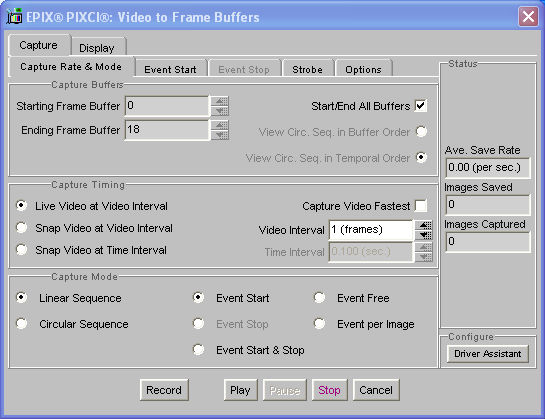 EPIX® PIXCI®: Video to Frame Buffers
Capture
Display
Capture Rate & Mode
Event Start
Event Stop
Strobe
Options
Capture Buffers
Starting Frame Buffer 0
Start/End All Buffers
Ending Frame Buffer 18
View Circ. Seq. in Buffer Order
View Circ. Seq. in Temporal Order
Capture Timing
Live Video at Video Interval
Capture Video Fastest
Snap Video at Video Interval
Video Interval 1 (frames)
Snap Video at Time Interval
Time Interval 0.100 (sec.)
Capture Mode
Linear Sequence
Event Start
Event Free
Circular Sequence
Event Stop
Event per Image
Event Start & Stop
Status
Ave. Save Rate
0.00 (per sec.)
Images Saved
0
Images Captured
0
Configure
Driver Assistant
Record
Play
Pause
Stop
Cancel